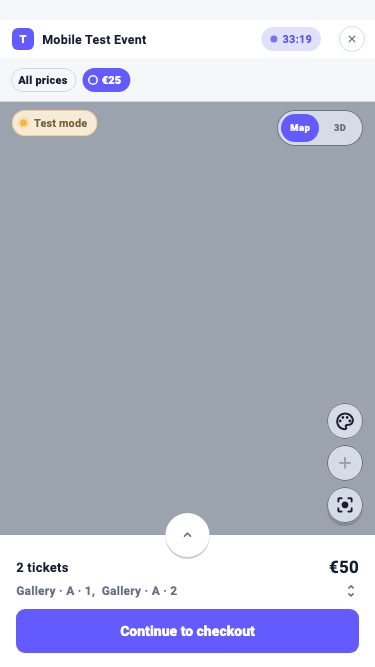 T Mobile Test Event 33:19
All prices €25
Test mode Map 3D
2 tickets €50
Gallery · A · 1, Gallery · A · 2
Continue to checkout